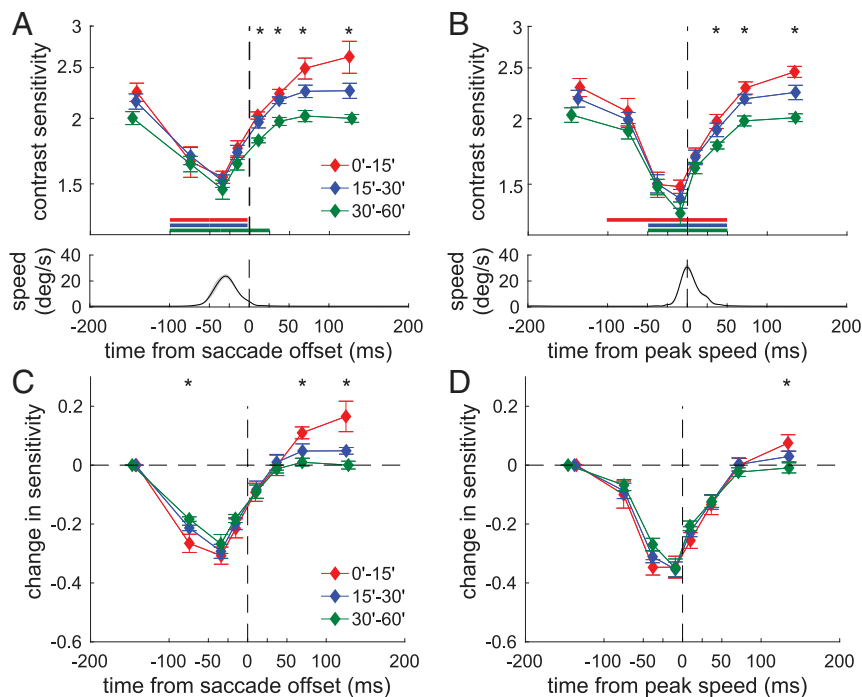 A
B
3
2.5
2
1.5
contrast sensitivity
* * * *
0'-15'
15'-30'
30'-60'
3
2.5
2
1.5
contrast sensitivity
* * *
40
20
0
speed
(deg/s)
-200 -100 -50 0 50 100 200
time from saccade offset (ms)
40
20
0
speed
(deg/s)
-200 -100 -50 0 50 100 200
time from peak speed (ms)
C
D
0.2
0
-0.2
-0.4
-0.6
change in sensitivity
* * *
0'-15'
15'-30'
30'-60'
-200 -100 -50 0 50 100 200
time from saccade offset (ms)
0.2
0
-0.2
-0.4
-0.6
change in sensitivity
*
-200 -100 -50 0 50 100 200
time from peak speed (ms)